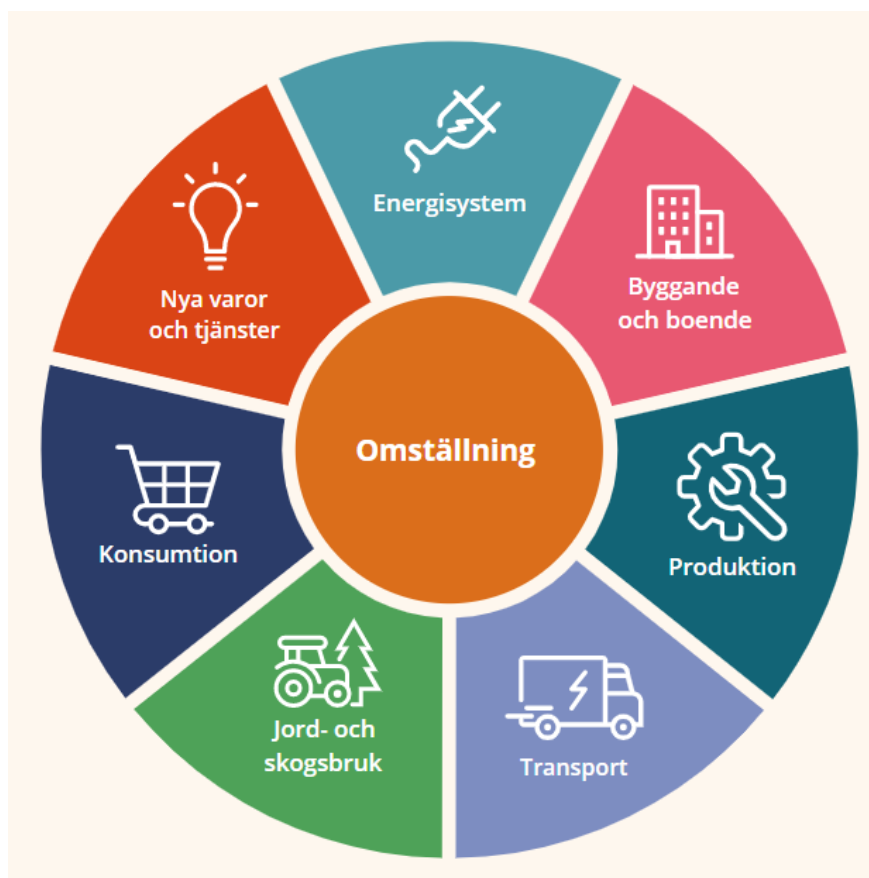 Energisystem
Byggande
och boende
Produktion
Transport
Jord- och
skogsbruk
Konsumtion
Nya varor
och tjänster
Omställning